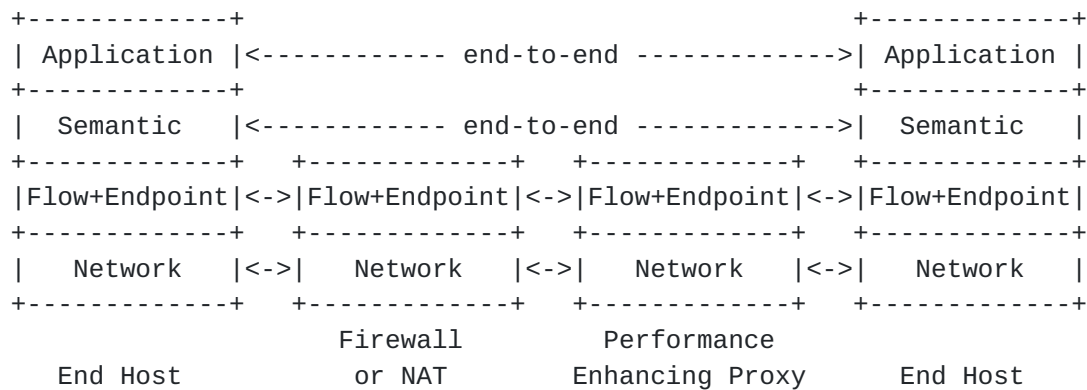 +-------------+                                      +-------------+
| Application |<------------ end-to-end ------------->| Application |
+-------------+                                      +-------------+
|  Semantic   |<------------ end-to-end ------------->|  Semantic   |
+-------------+   +-------------+   +-------------+   +-------------+
|Flow+Endpoint|<->|Flow+Endpoint|<->|Flow+Endpoint|<->|Flow+Endpoint|
+-------------+   +-------------+   +-------------+   +-------------+
|   Network   |<->|   Network   |<->|   Network   |<->|   Network   |
+-------------+   +-------------+   +-------------+   +-------------+
                     Firewall         Performance
   End Host           or NAT        Enhancing Proxy      End Host